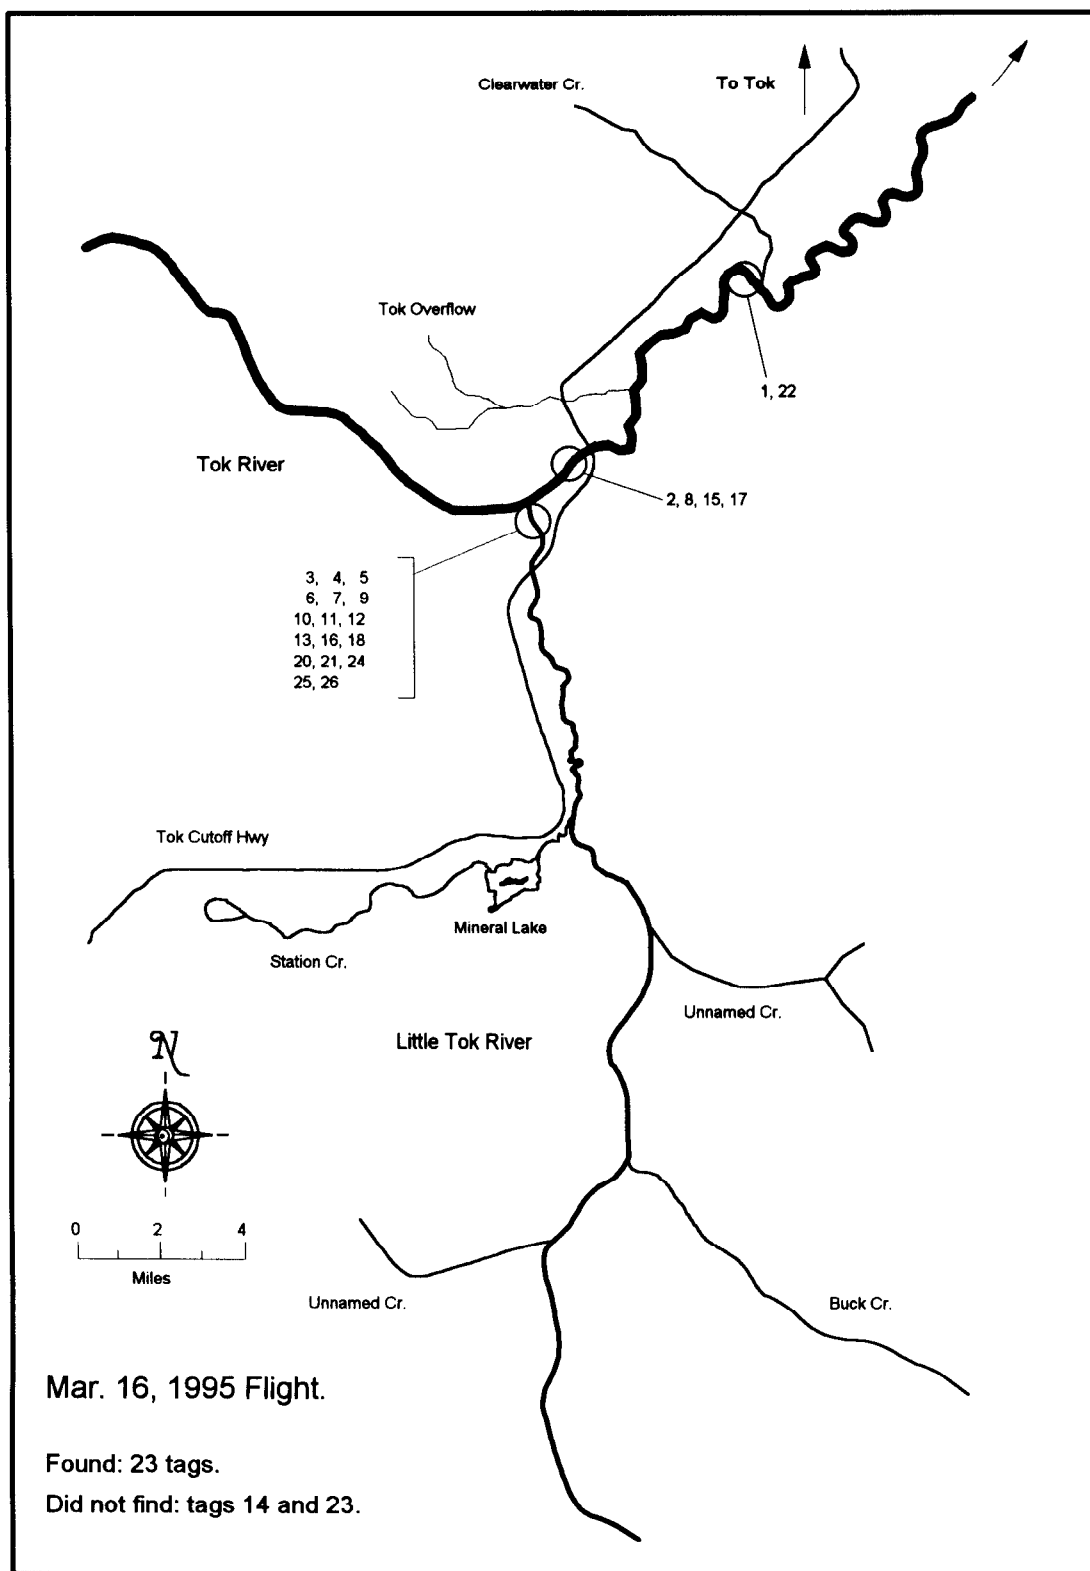 Clearwater Cr.
To Tok
Tok Overflow
1, 22
Tok River
2, 8, 15, 17
3, 4, 5
6, 7, 9
10, 11, 12
13, 16, 18
20, 21, 24
25, 26
Tok Cutoff Hwy
Mineral Lake
Station Cr.
Unnamed Cr.
Little Tok River
N
0 2 4
Miles
Unnamed Cr.
Buck Cr.
Mar. 16, 1995 Flight.
Found: 23 tags.
Did not find: tags 14 and 23.